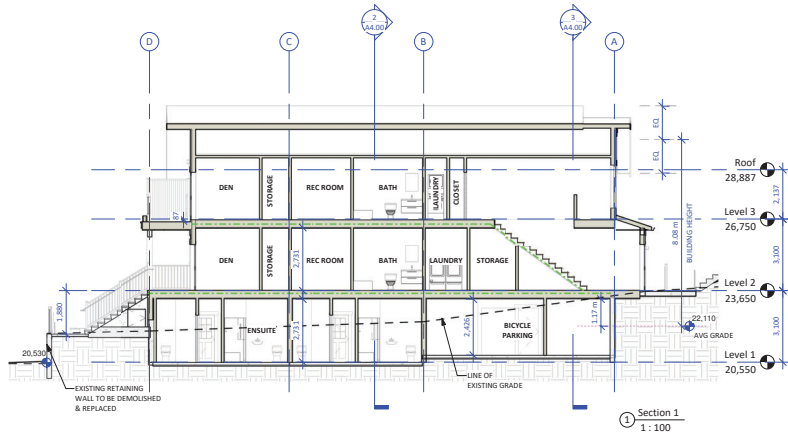 2
A4.00
3
A4.00
D
C
B
A
EQ
EQ
Roof
28,887
2,137
DEN
STORAGE
REC ROOM
BATH
LAUNDRY
CLOSET
87
Level 3
26,750
8.08 m
BUILDING HEIGHT
3,100
2,731
DEN
STORAGE
REC ROOM
BATH
LAUNDRY
STORAGE
Level 2
23,650
1,880
2,731
ENSUITE
2,426
BICYCLE
PARKING
1.17 m
22,110
AVG GRADE
3,100
20,530
Level 1
20,550
EXISTING RETAINING
WALL TO BE DEMOLISHED
& REPLACED
LINE OF
EXISTING GRADE
1
Section 1
1 : 100